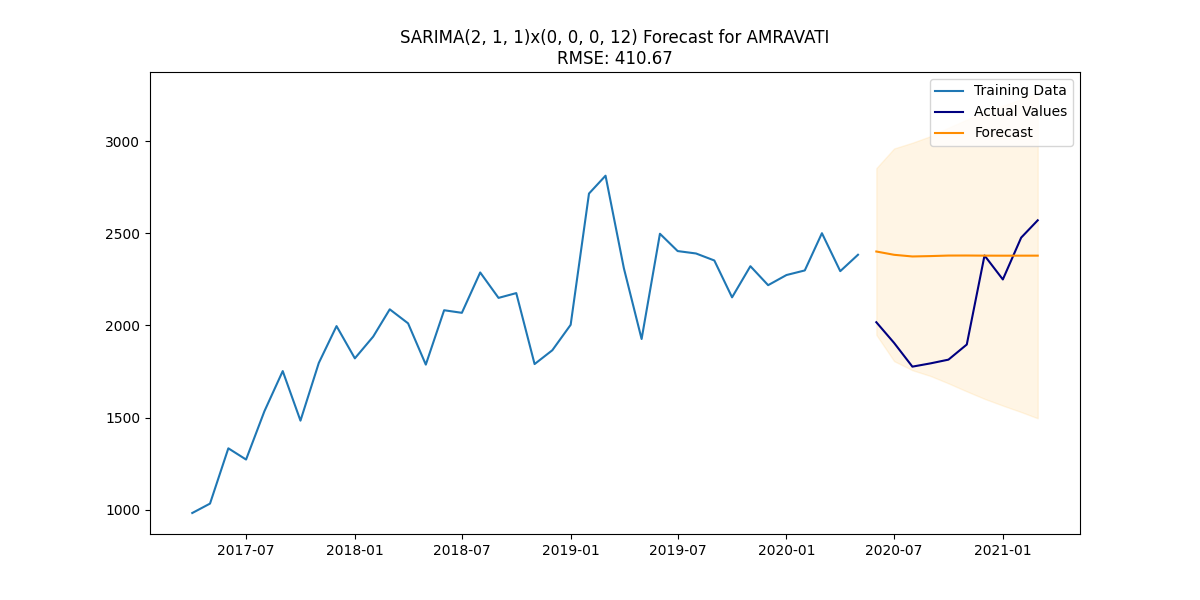 SARIMA(2, 1, 1)x(0, 0, 0, 12) Forecast for AMRAVATI
RMSE: 410.67
Training Data
Actual Values
Forecast
3000
2500
2000
1500
1000
2017-07
2018-01
2018-07
2019-01
2019-07
2020-01
2020-07
2021-01